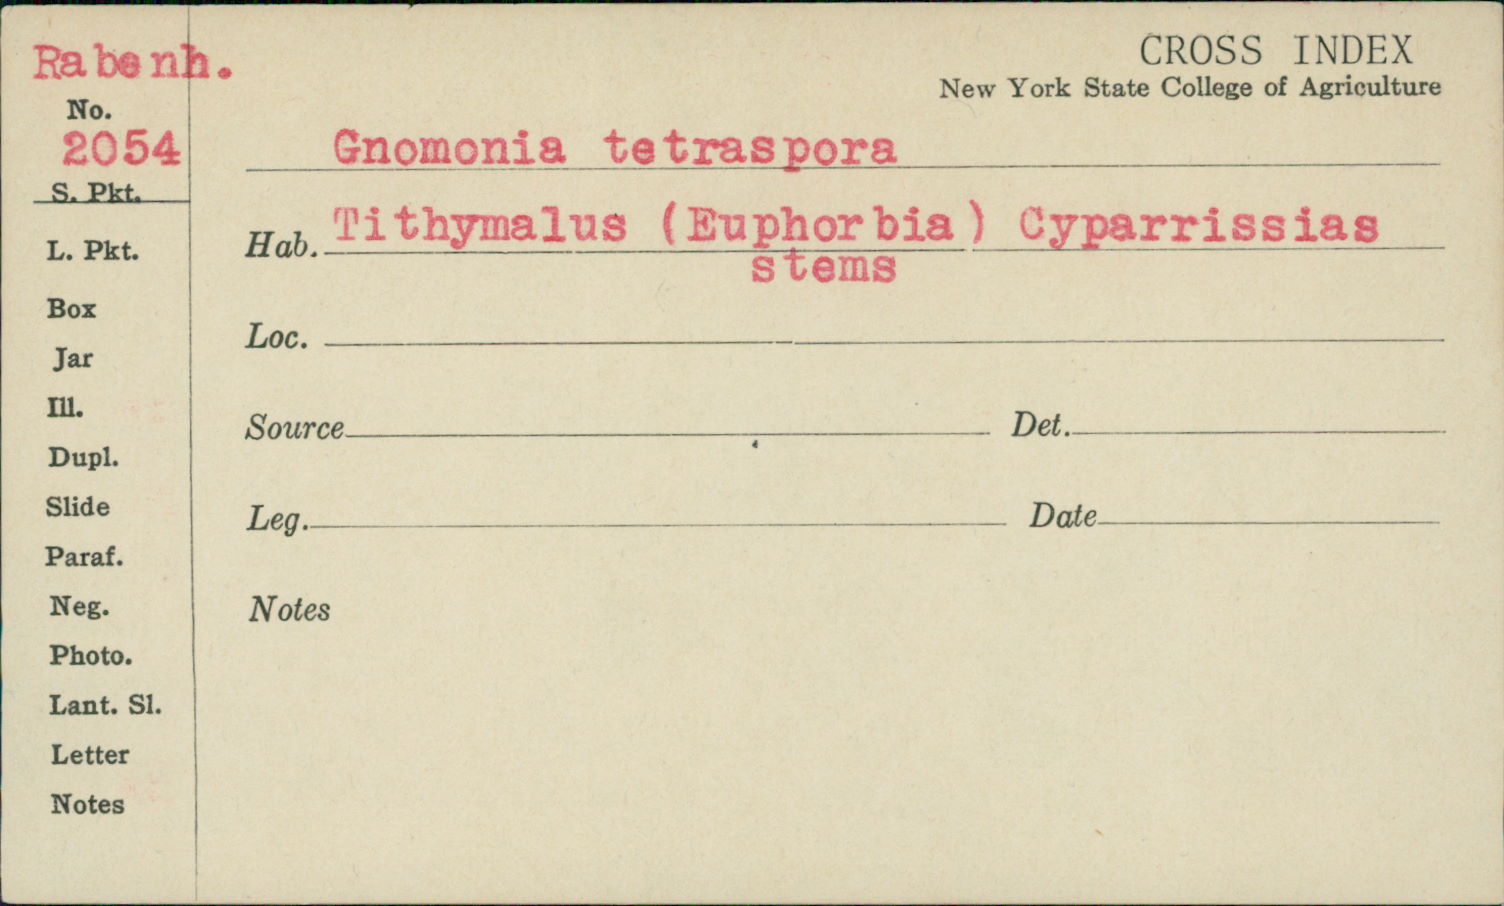 Rabenh.
No.
2054
S. Pkt.
L. Pkt.
Box
Jar
Ill.
Dupl.
Slide
Paraf.
Neg.
Photo.
Lant. Sl.
Letter
Notes
CROSS INDEX
New York State College of Agriculture
Gnomonia tetraspora
Hab. Tithymalus (Euphorbia) Cyparrissias
stems
Loc.
Source Det.
Leg. Date
Notes